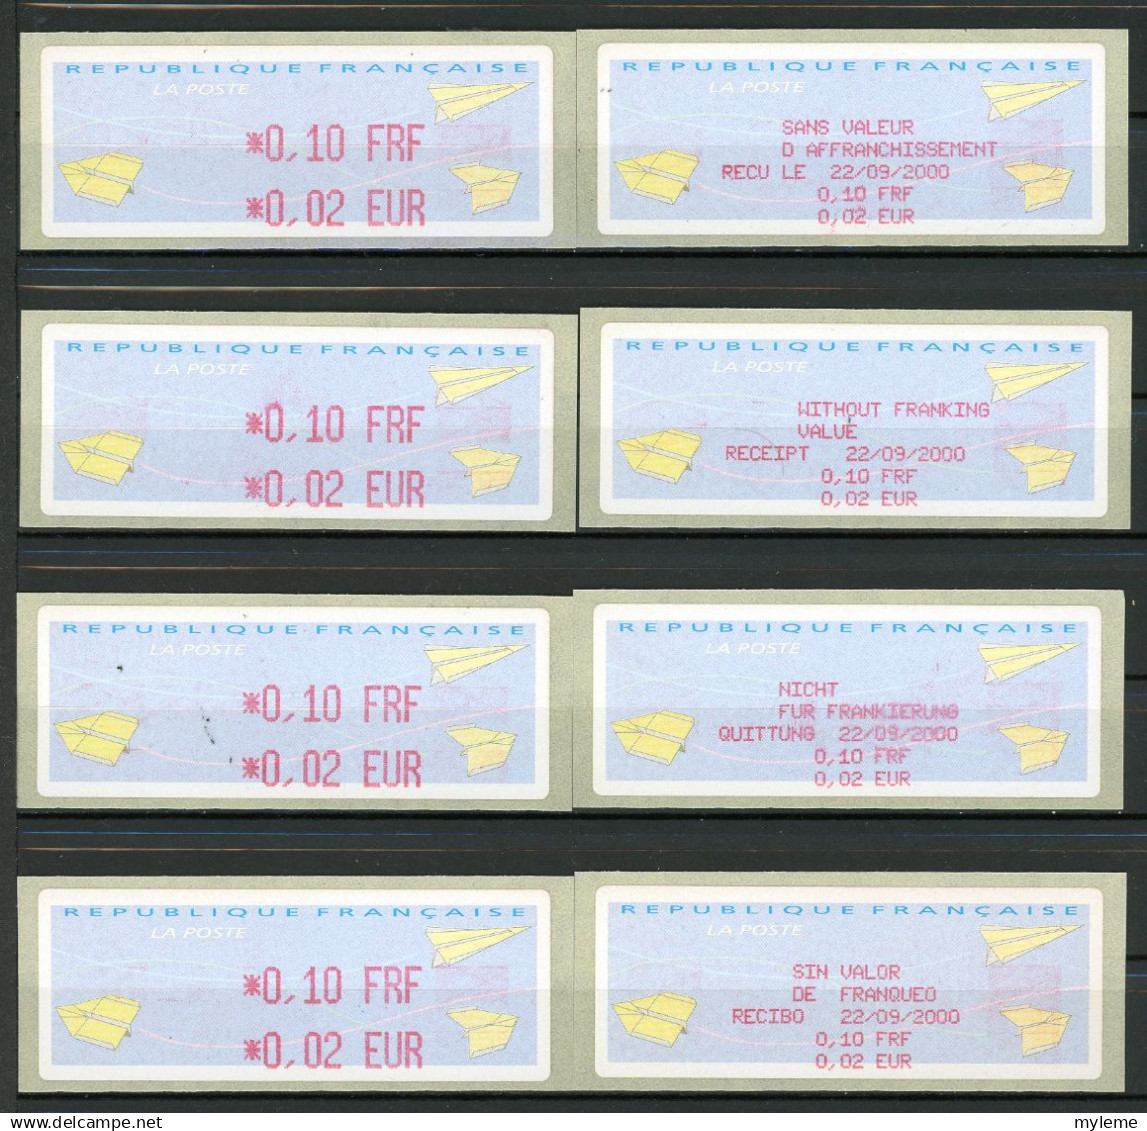 REPUBLIQUE FRANÇAISE
LA POSTE
*0,10 FRF
*0,02 EUR
REPUBLIQUE FRANÇAISE
LA POSTE
SANS VALEUR
D AFFRANCHISSEMENT
RECU LE 22/09/2000
0,10 FRF
0,02 EUR
REPUBLIQUE FRANÇAISE
LA POSTE
*0,10 FRF
*0,02 EUR
REPUBLIQUE FRANÇAISE
LA POSTE
WITHOUT FRANKING
VALUE
RECEIPT 22/09/2000
0,10 FRF
0,02 EUR
REPUBLIQUE FRANÇAISE
LA POSTE
*0,10 FRF
*0,02 EUR
REPUBLIQUE FRANÇAISE
LA POSTE
NICHT
FUR FRANKIERUNG
QUITTUNG 22/09/2000
0,10 FRF
0,02 EUR
REPUBLIQUE FRANÇAISE
LA POSTE
*0,10 FRF
*0,02 EUR
REPUBLIQUE FRANÇAISE
LA POSTE
SIN VALOR
DE FRANQUEO
RECIBO 22/09/2000
0,10 FRF
0,02 EUR
myleme